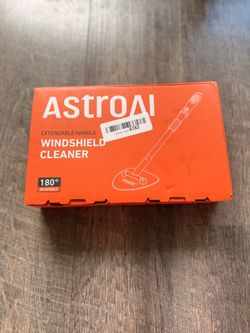 ASTROAI
EXTENDABLE HANDLE
WINDSHIELD
CLEANER
180°